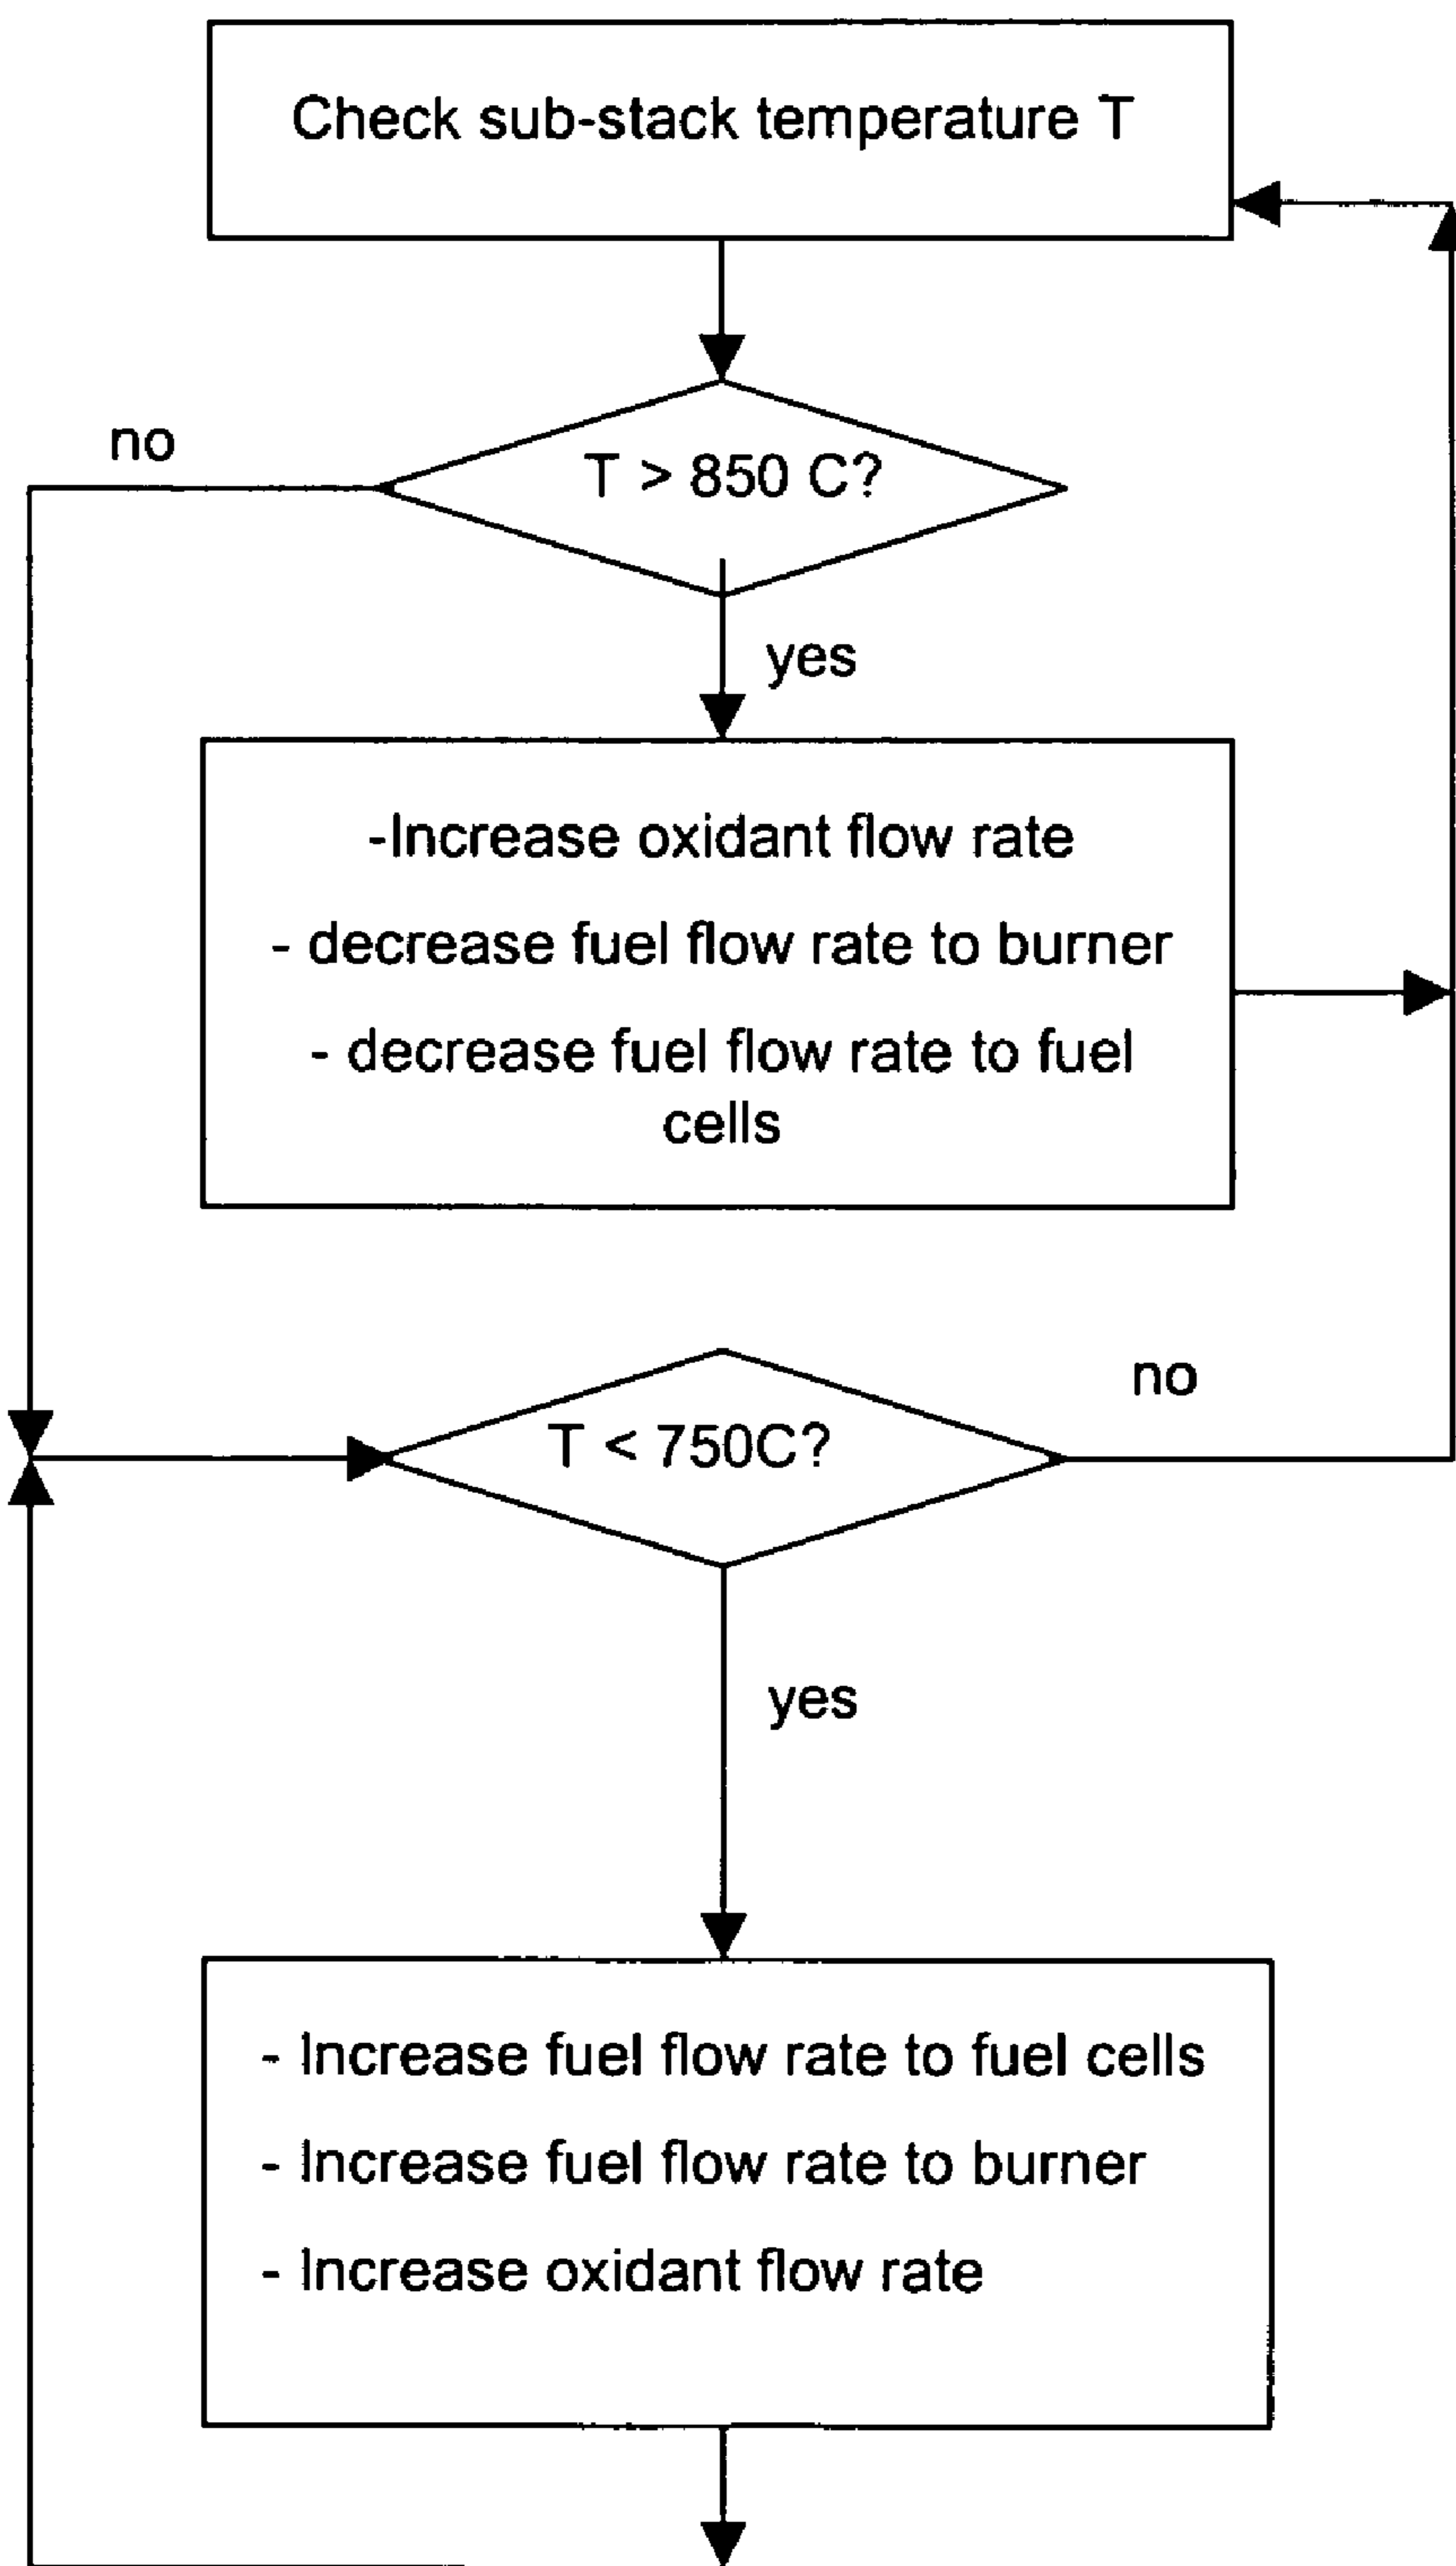 Check sub-stack temperature T
no
T > 850 C?
yes
-Increase oxidant flow rate
- decrease fuel flow rate to burner
- decrease fuel flow rate to fuel
cells
no
T < 750C?
yes
- Increase fuel flow rate to fuel cells
- Increase fuel flow rate to burner
- Increase oxidant flow rate